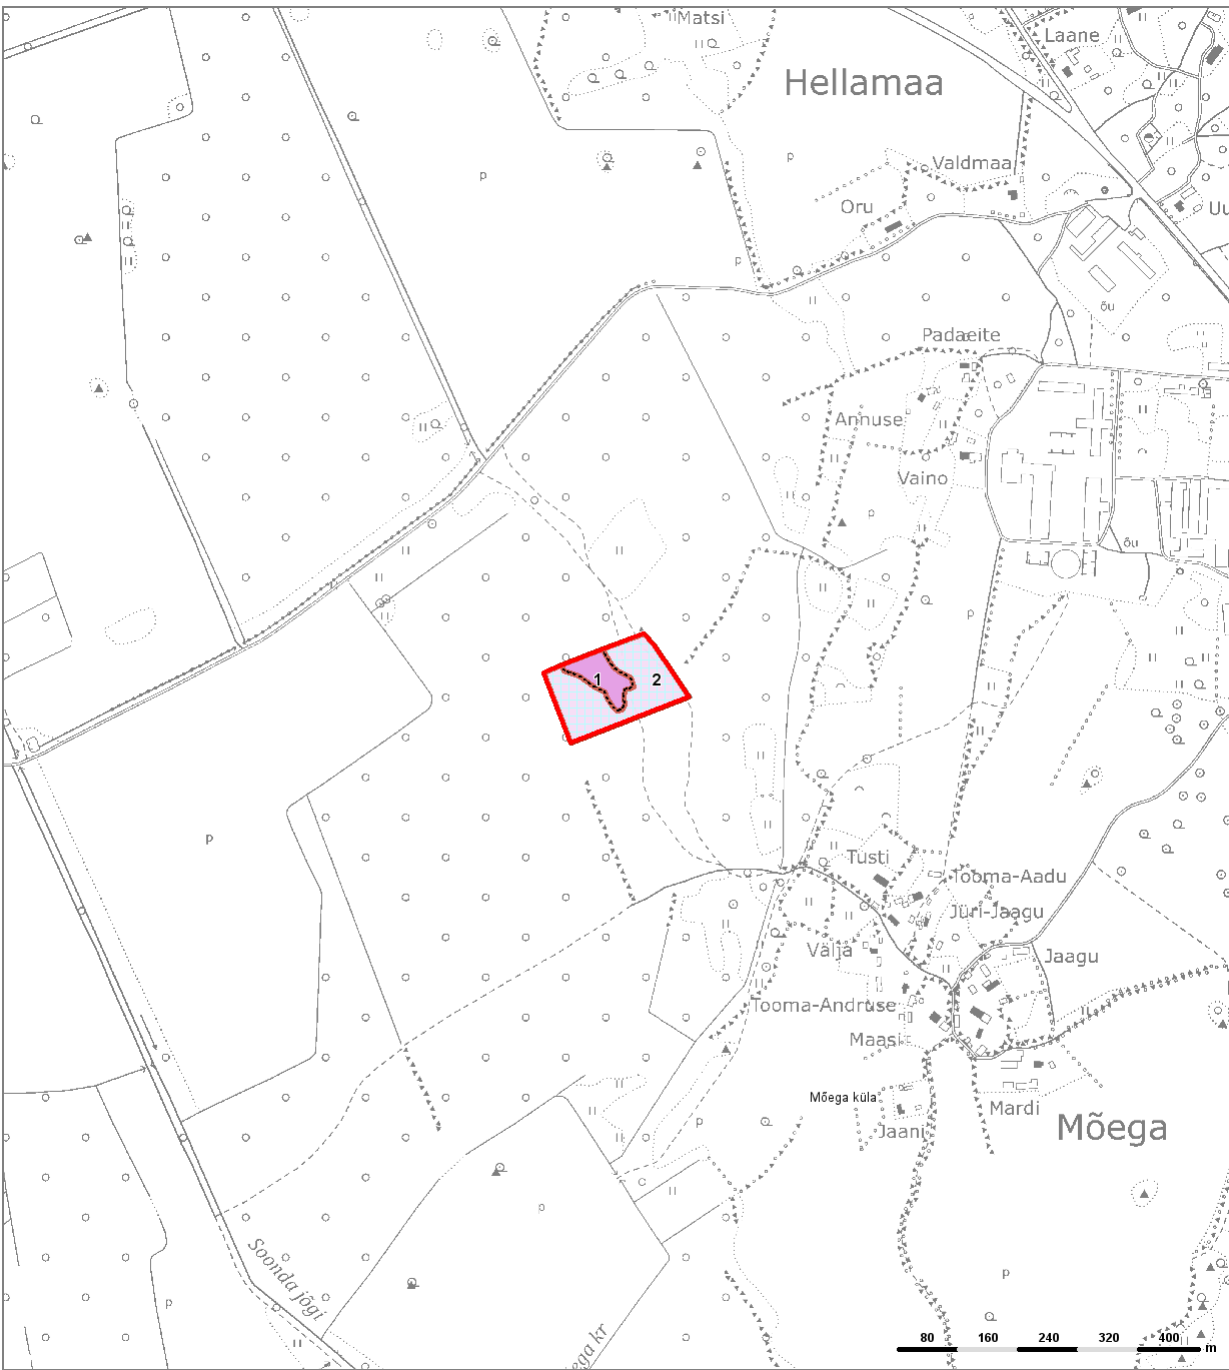 Matsi
Laane
Hellamaa
Valdmaa
Oru
õu
Padaeite
Annuse
Vaino
õu
1 2
Tusti
Tooma-Aadu
Jüri-Jaagu
Välja
Jaagu
Tooma-Andruse
Maasi
Mõega küla
Mardi
Jaani
Mõega
Soonda jõgi
p
p
p
p
p
p
p
p
p
80 160 240 320 400 m